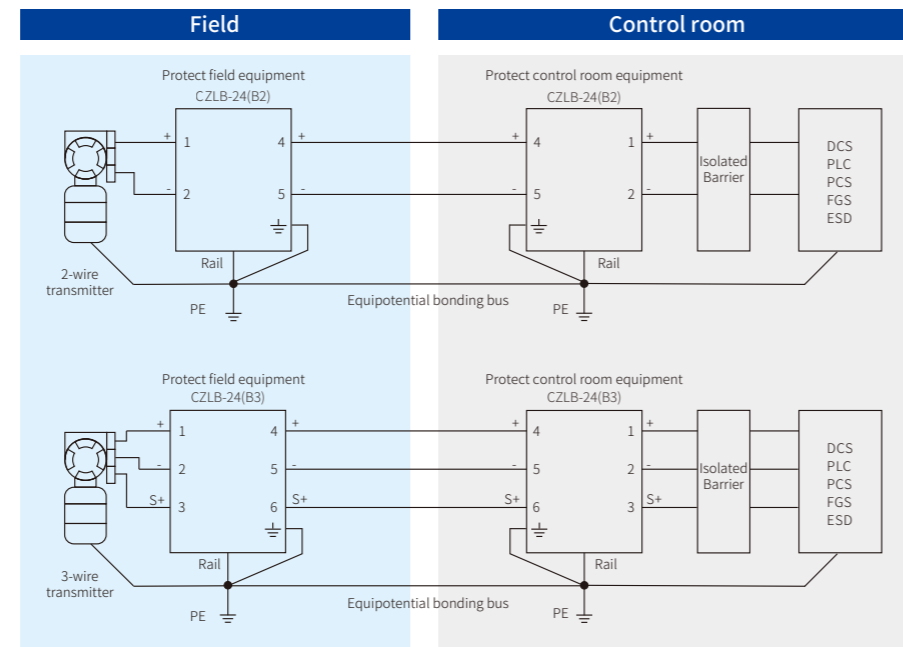 Field
Control room
Protect field equipment
CZLB-24(B2)
Protect control room equipment
CZLB-24(B2)
+ 1 4 + + 4 1 +
- 2 5 - - 5 2 -
Isolated
Barrier
DCS
PLC
PCS
FGS
ESD
Rail
Rail
2-wire
transmitter
PE
Equipotential bonding bus
PE
Protect field equipment
CZLB-24(B3)
Protect control room equipment
CZLB-24(B3)
+ 1 4 + + 4 1 +
- 2 5 - - 5 2 -
S+ 3 6 S+ S+ 6 3 S+
Isolated
Barrier
DCS
PLC
PCS
FGS
ESD
Rail
Rail
3-wire
transmitter
PE
Equipotential bonding bus
PE